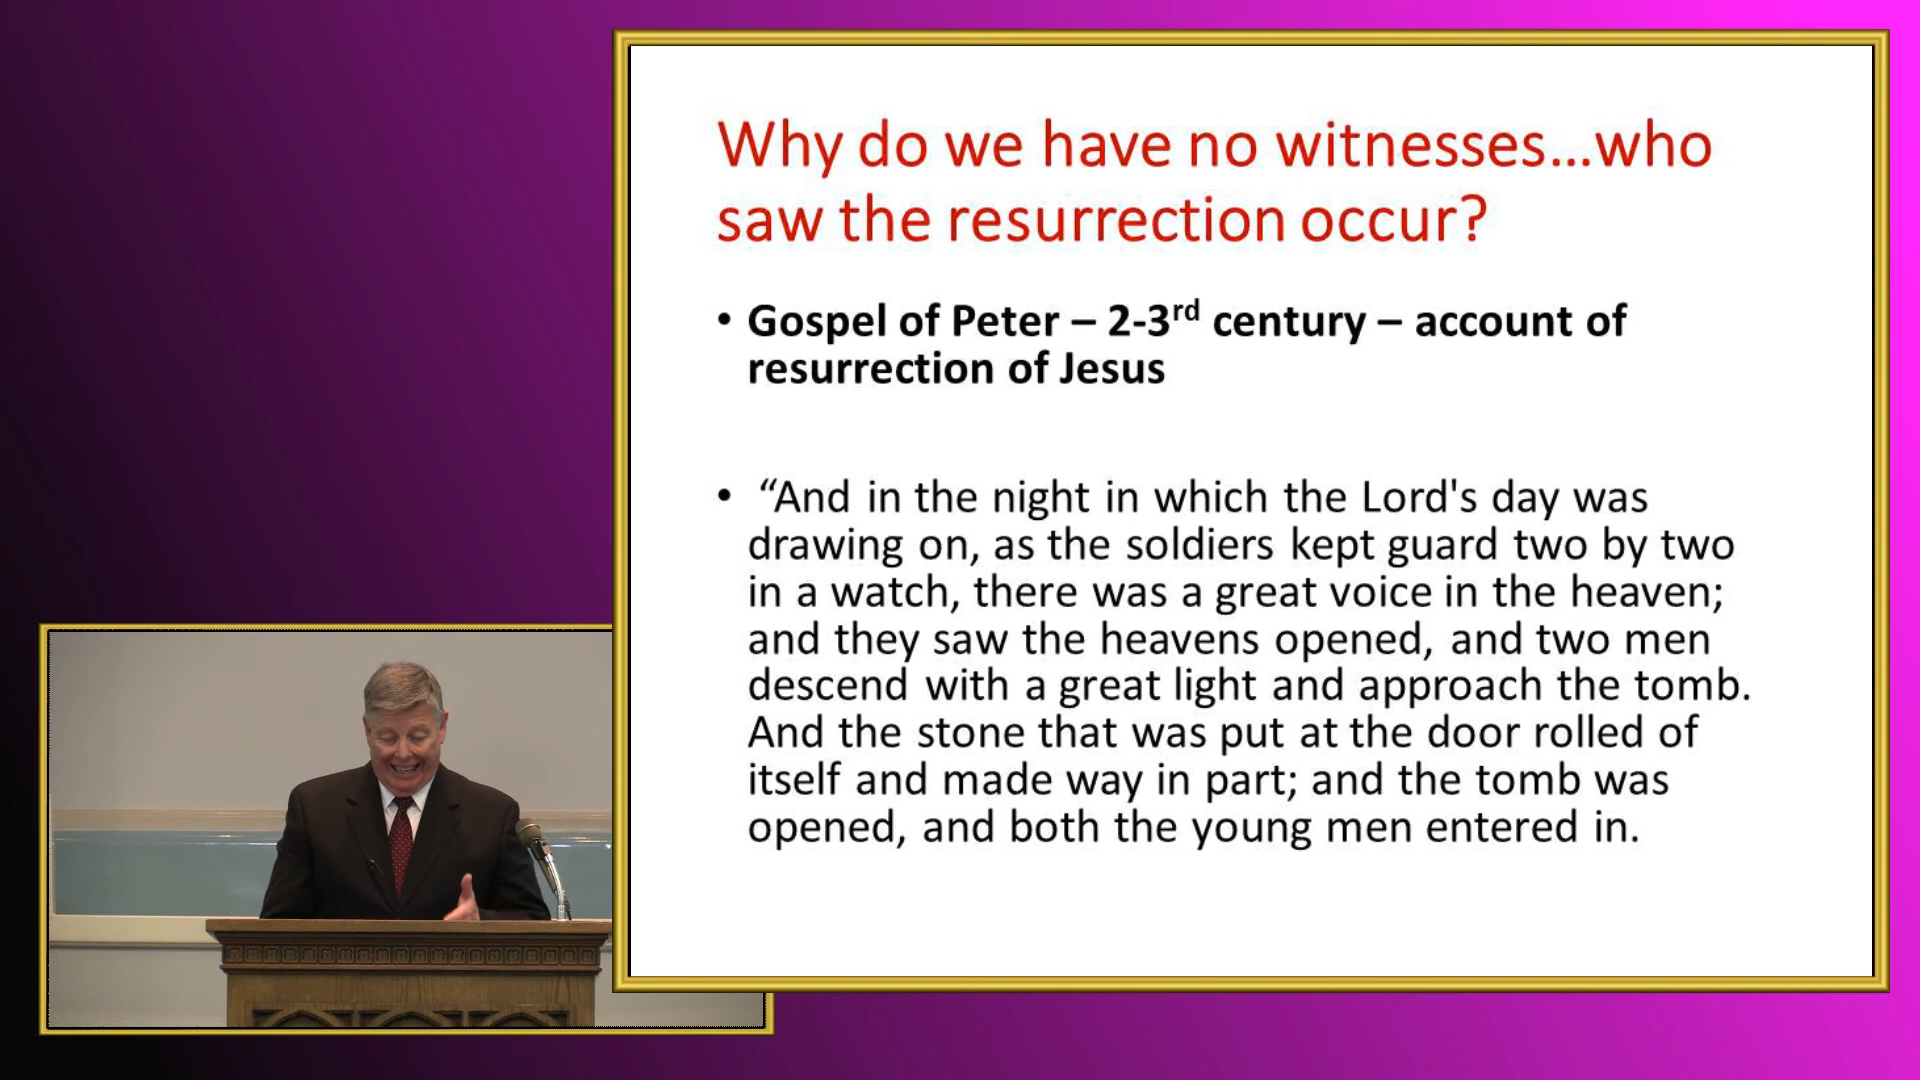 Why do we have no witnesses…who
saw the resurrection occur?
• Gospel of Peter – 2-3rd century – account of
resurrection of Jesus
• “And in the night in which the Lord's day was
drawing on, as the soldiers kept guard two by two
in a watch, there was a great voice in the heaven;
and they saw the heavens opened, and two men
descend with a great light and approach the tomb.
And the stone that was put at the door rolled of
itself and made way in part; and the tomb was
opened, and both the young men entered in.